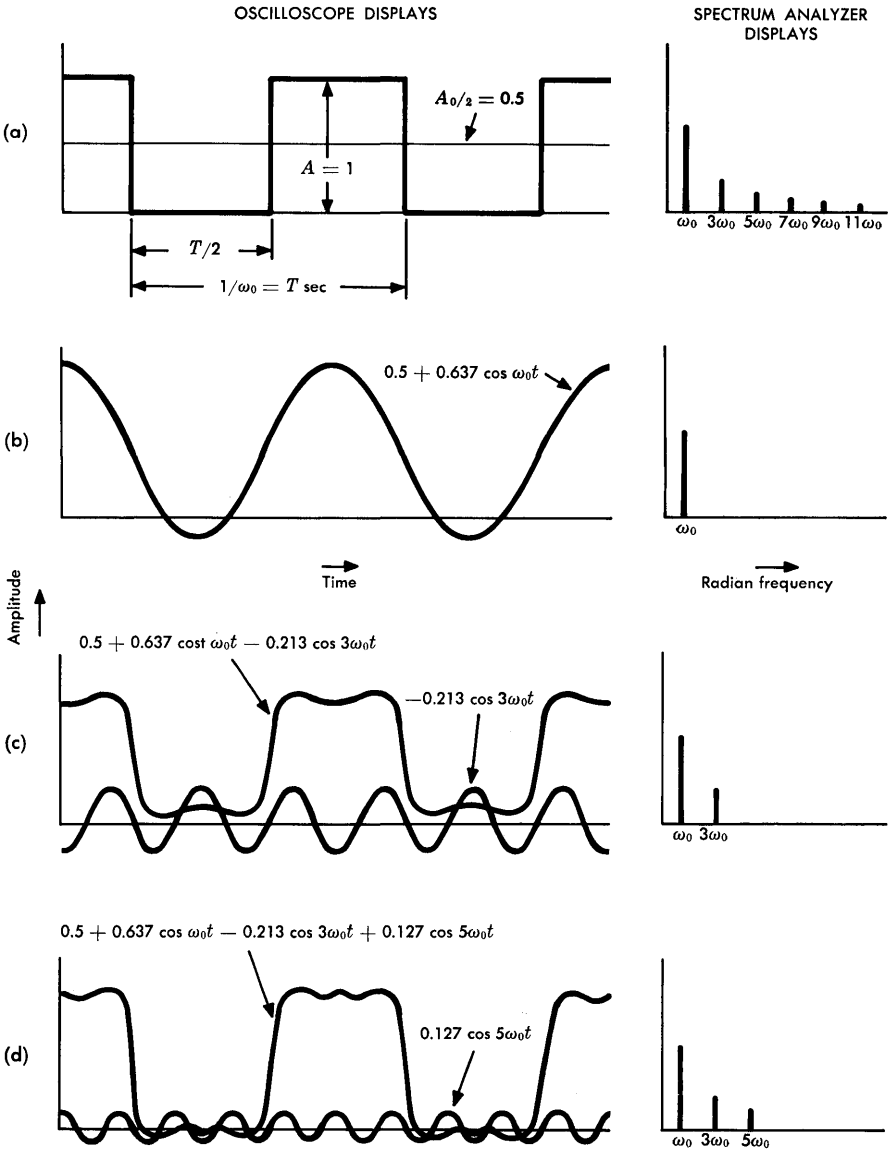 OSCILLOSCOPE DISPLAYS
SPECTRUM ANALYZER
DISPLAYS
(a)
A₀/2 = 0.5
A = 1
T/2
1/ω₀ = T sec
ω₀ 3ω₀ 5ω₀ 7ω₀ 9ω₀ 11ω₀
(b)
0.5 + 0.637 cos ω₀t
ω₀
Time
Radian frequency
Amplitude
(c)
0.5 + 0.637 cost ω₀t − 0.213 cos 3ω₀t
−0.213 cos 3ω₀t
ω₀ 3ω₀
(d)
0.5 + 0.637 cos ω₀t − 0.213 cos 3ω₀t + 0.127 cos 5ω₀t
0.127 cos 5ω₀t
ω₀ 3ω₀ 5ω₀